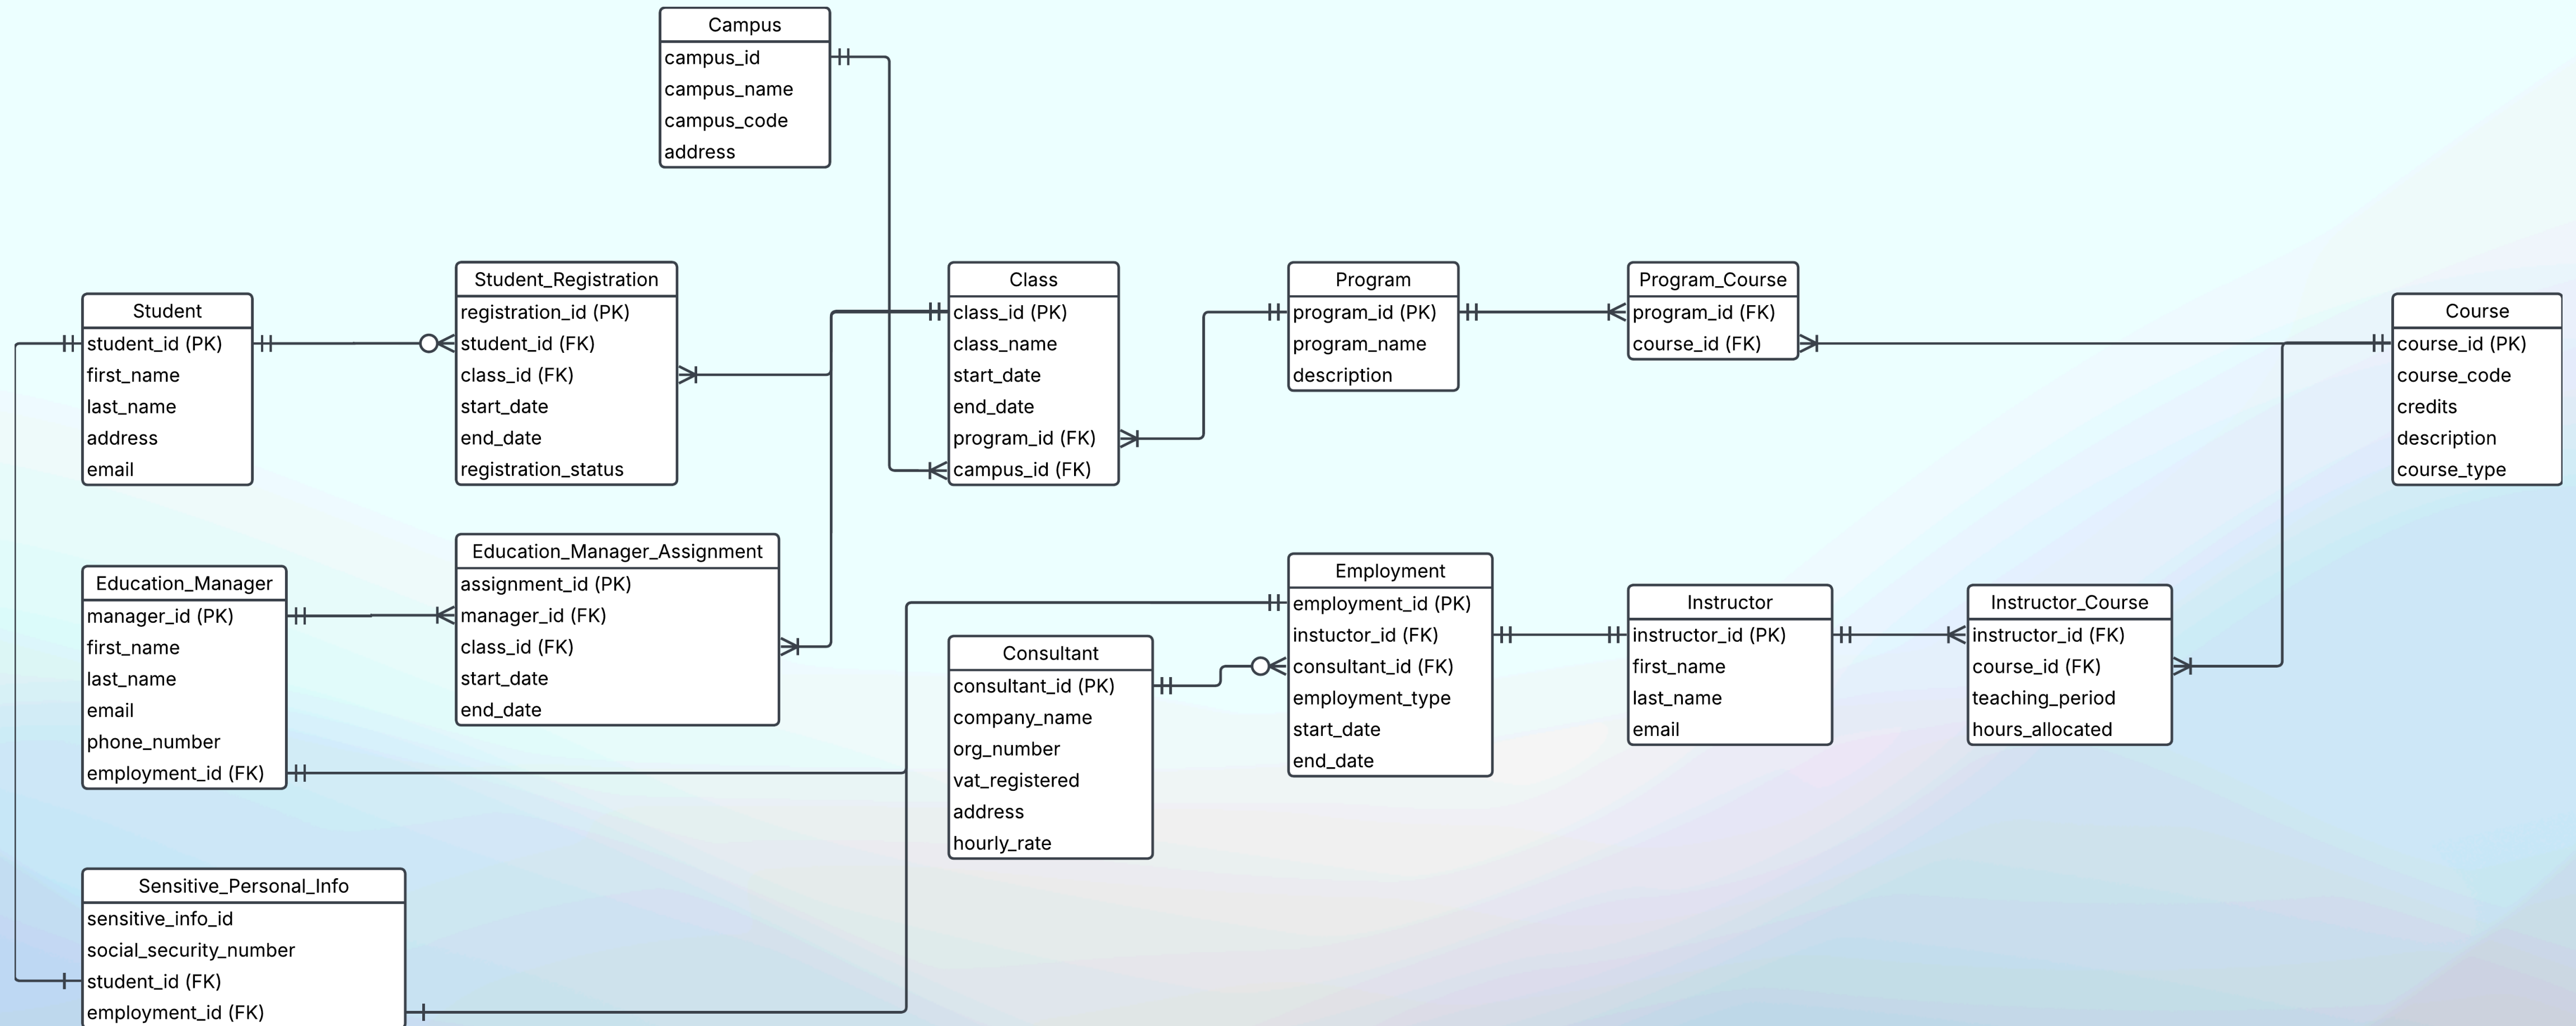 Campus
campus_id
campus_name
campus_code
address
Student
student_id (PK)
first_name
last_name
address
email
Student_Registration
registration_id (PK)
student_id (FK)
class_id (FK)
start_date
end_date
registration_status
Class
class_id (PK)
class_name
start_date
end_date
program_id (FK)
campus_id (FK)
Program
program_id (PK)
program_name
description
Program_Course
program_id (FK)
course_id (FK)
Course
course_id (PK)
course_code
credits
description
course_type
Education_Manager
manager_id (PK)
first_name
last_name
email
phone_number
employment_id (FK)
Education_Manager_Assignment
assignment_id (PK)
manager_id (FK)
class_id (FK)
start_date
end_date
Consultant
consultant_id (PK)
company_name
org_number
vat_registered
address
hourly_rate
Employment
employment_id (PK)
instuctor_id (FK)
consultant_id (FK)
employment_type
start_date
end_date
Instructor
instructor_id (PK)
first_name
last_name
email
Instructor_Course
instructor_id (FK)
course_id (FK)
teaching_period
hours_allocated
Sensitive_Personal_Info
sensitive_info_id
social_security_number
student_id (FK)
employment_id (FK)